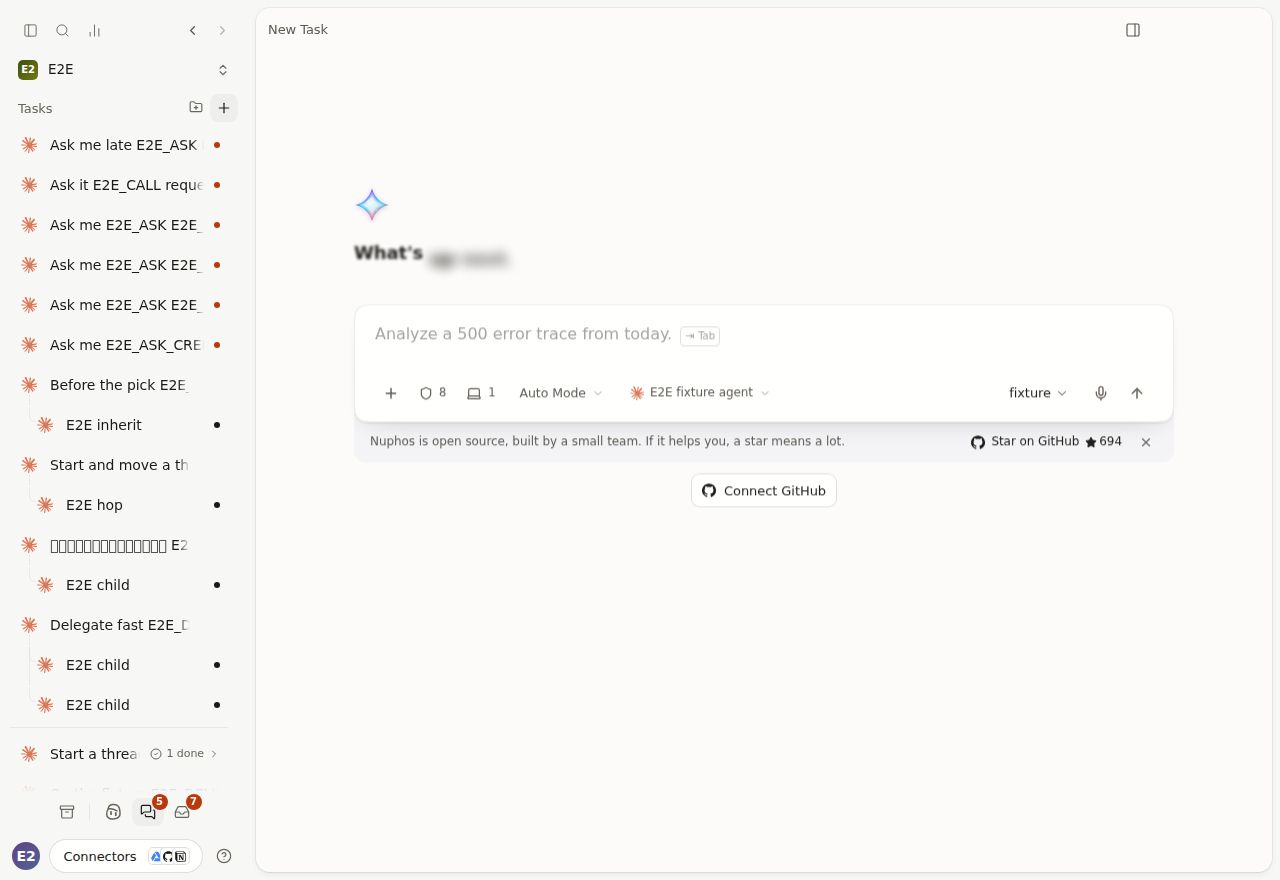 New Task
E2 E2E
Tasks
Ask me late E2E_ASK
Ask it E2E_CALL reque
Ask me E2E_ASK E2E_
Ask me E2E_ASK E2E_
Ask me E2E_ASK E2E_
Ask me E2E_ASK_CRE
Before the pick E2E_
E2E inherit
Start and move a th
E2E hop
E2
E2E child
Delegate fast E2E_D
E2E child
E2E child
Start a threa 1 done
5 7
E2 Connectors
What's
Analyze a 500 error trace from today. Tab
8 1 Auto Mode E2E fixture agent fixture
Nuphos is open source, built by a small team. If it helps you, a star means a lot. Star on GitHub 694
Connect GitHub